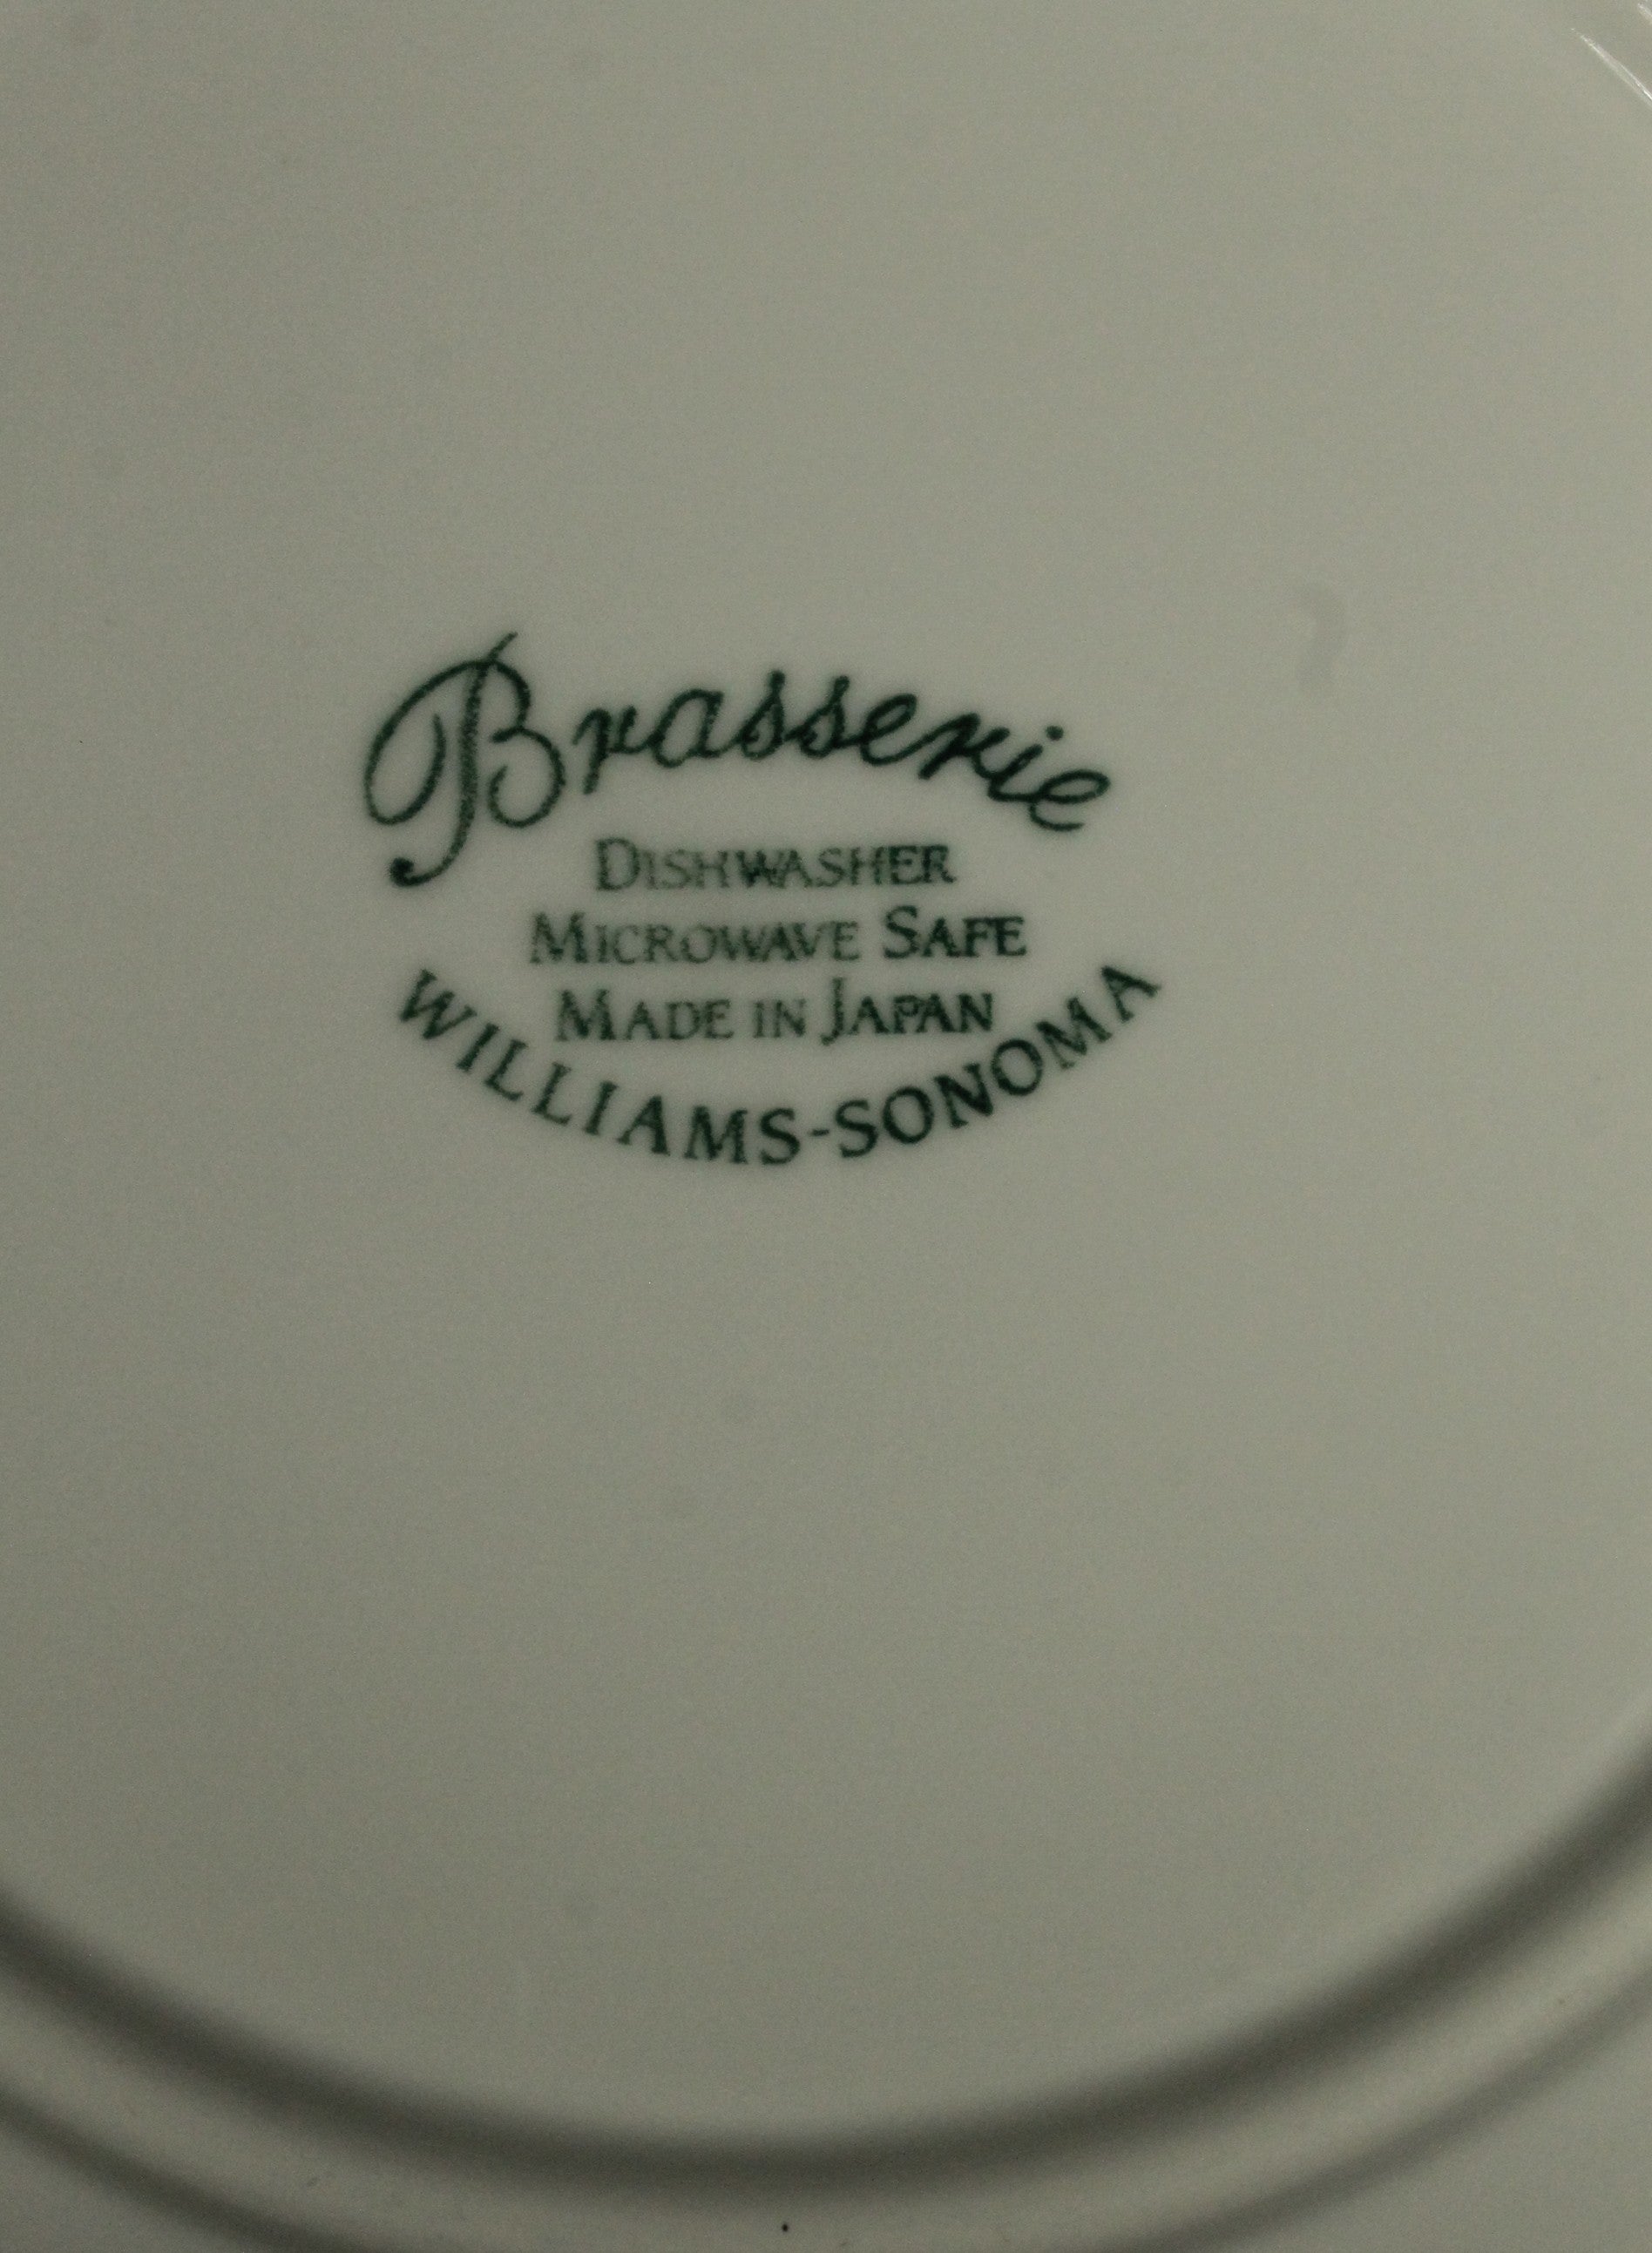 Brasserie
DISHWASHER
MICROWAVE SAFE
MADE IN JAPAN
WILLIAMS-SONOMA